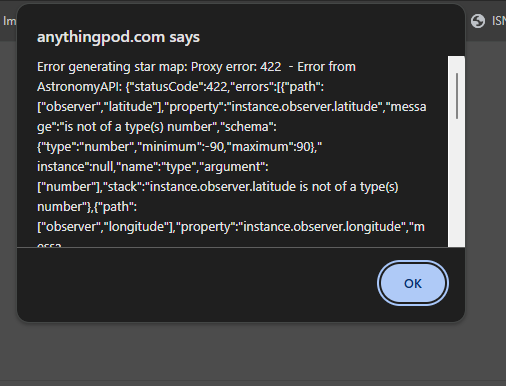 Im
ISN
anythingpod.com says
Error generating star map: Proxy error: 422 - Error from
AstronomyAPI: {"statusCode":422,"errors":[{"path":
["observer","latitude"],"property":"instance.observer.latitude","messa
ge":"is not of a type(s) number","schema":
{"type":"number","minimum":-90,"maximum":90},"
instance":null,"name":"type","argument":
["number"],"stack":"instance.observer.latitude is not of a type(s)
number"},{"path":
["observer","longitude"],"property":"instance.observer.longitude","m
OK